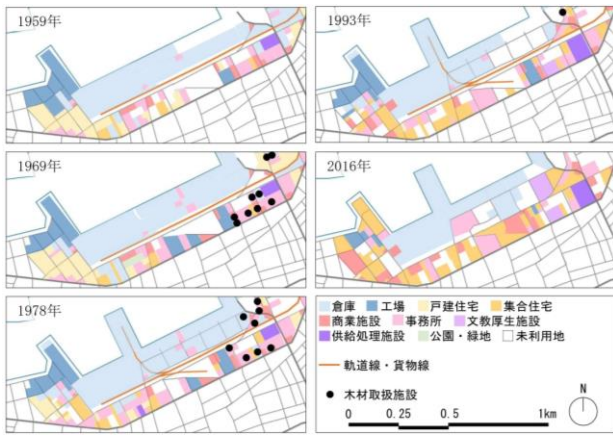 1959年
1993年
1969年
2016年
1978年
倉庫 工場 戸建住宅 集合住宅
商業施設 事務所 文教厚生施設
供給処理施設 公園・緑地 未利用地
軌道線・貨物線
木材取扱施設
N
0 0.25 0.5 1km